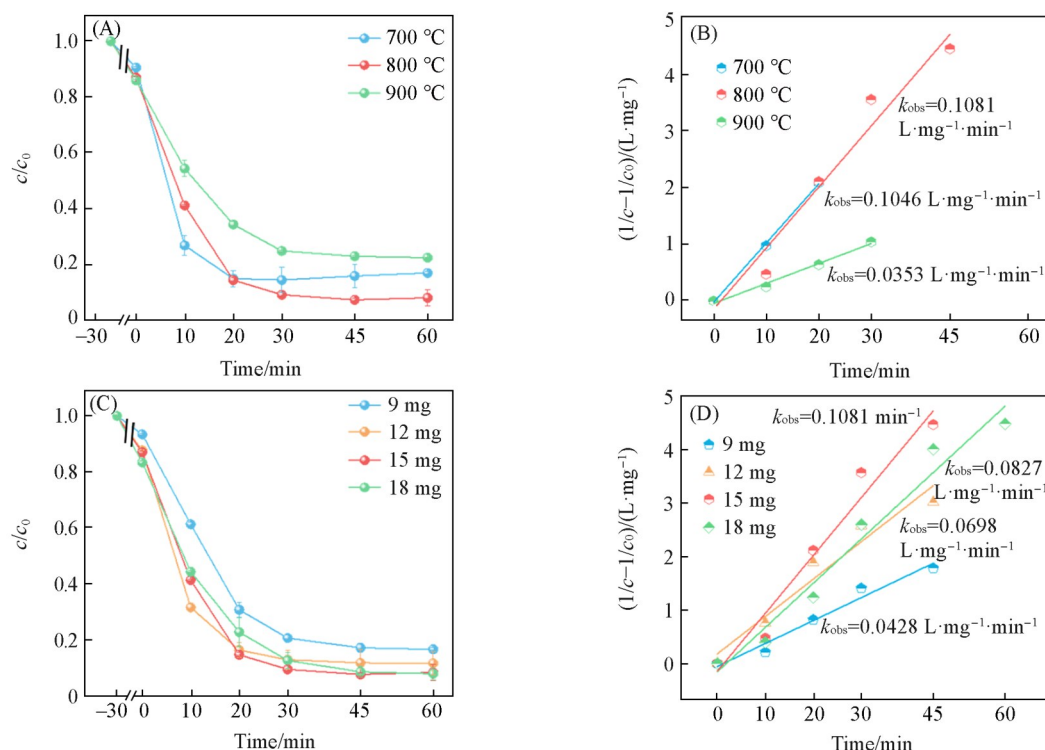 (A)
700 °C
800 °C
900 °C
1.0
0.8
0.6
0.4
0.2
0
c/c₀
−30 0 10 20 30 45 60
Time/min
(B)
700 °C
800 °C
900 °C
5
4
3
2
1
0
(1/c−1/c₀)/(L·mg⁻¹)
kobs=0.1081
L·mg⁻¹·min⁻¹
kobs=0.1046 L·mg⁻¹·min⁻¹
kobs=0.0353 L·mg⁻¹·min⁻¹
0 10 20 30 45 60
Time/min
(C)
9 mg
12 mg
15 mg
18 mg
1.0
0.8
0.6
0.4
0.2
0
c/c₀
−30 0 10 20 30 45 60
Time/min
(D)
9 mg
12 mg
15 mg
18 mg
5
4
3
2
1
0
(1/c−1/c₀)/(L·mg⁻¹)
kobs=0.1081 min⁻¹
kobs=0.0827
L·mg⁻¹·min⁻¹
kobs=0.0698
L·mg⁻¹·min⁻¹
kobs=0.0428 L·mg⁻¹·min⁻¹
0 10 20 30 45 60
Time/min